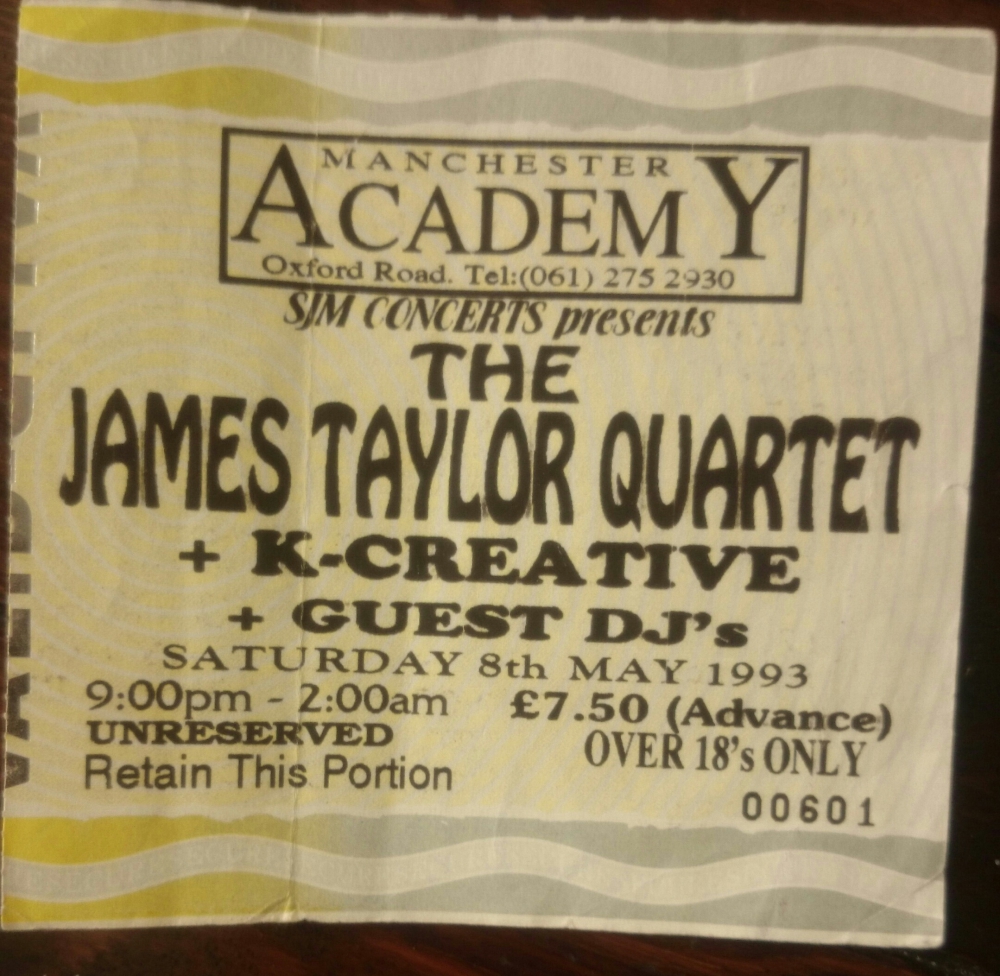 MANCHESTER
ACADEMY
Oxford Road. Tel:(061) 275 2930
SJM CONCERTS presents
THE
JAMES TAYLOR QUARTET
+ K-CREATIVE
+ GUEST DJ's
SATURDAY 8th MAY 1993
9:00pm - 2:00am £7.50 (Advance)
UNRESERVED OVER 18's ONLY
Retain This Portion
00601